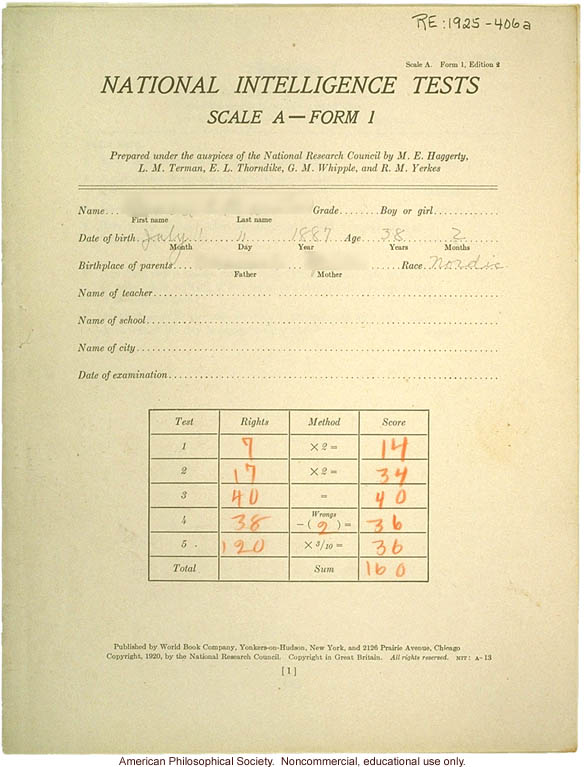 RE:1925-406a
Scale A. Form 1, Edition 2
NATIONAL INTELLIGENCE TESTS
SCALE A—FORM 1
Prepared under the auspices of the National Research Council by M. E. Haggerty,
L. M. Terman, E. L. Thorndike, G. M. Whipple, and R. M. Yerkes
Name Grade Boy or girl
First name Last name
Date of birth July 11 1887 Age 38 2
Month Day Year Years Months
Birthplace of parents Race Nordic
Father Mother
Name of teacher
Name of school
Name of city
Date of examination
Test Rights Method Score
1 7 ×2= 14
2 17 ×2= 34
3 40 = 40
4 38 Wrongs –(2)= 36
5 120 ×3/10= 36
Total Sum 160
Published by World Book Company, Yonkers-on-Hudson, New York, and 2126 Prairie Avenue, Chicago
Copyright, 1920, by the National Research Council. Copyright in Great Britain. All rights reserved. NIT: A-13
[1]
American Philosophical Society. Noncommercial, educational use only.